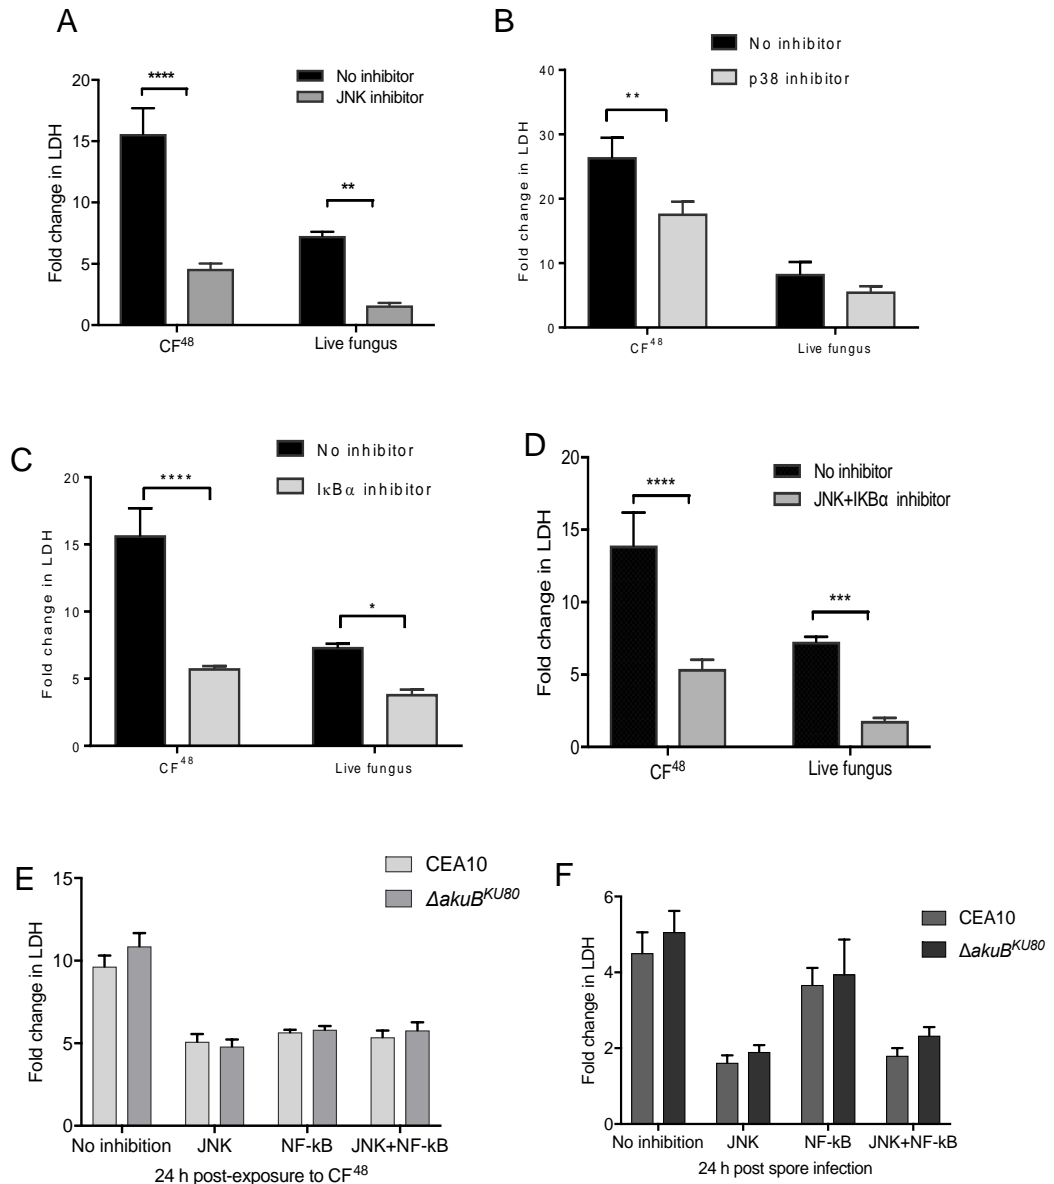 A
No inhibitor
JNK inhibitor
Fold change in LDH
20
15
10
5
0
****
**
CF48
Live fungus
B
No inhibitor
p38 inhibitor
Fold change in LDH
40
30
20
10
0
**
CF48
Live fungus
C
No inhibitor
IκBα inhibitor
Fold change in LDH
20
15
10
5
0
****
*
CF48
Live fungus
D
No inhibitor
JNK+IKBα inhibitor
Fold change in LDH
20
15
10
5
0
****
***
CF48
Live fungus
E
CEA10
ΔakuBKU80
Fold change in LDH
15
10
5
0
No inhibition JNK NF-kB JNK+NF-kB
24 h post-exposure to CF48
F
CEA10
ΔakuBKU80
Fold change in LDH
6
4
2
0
No inhibition JNK NF-kB JNK+NF-kB
24 h post spore infection